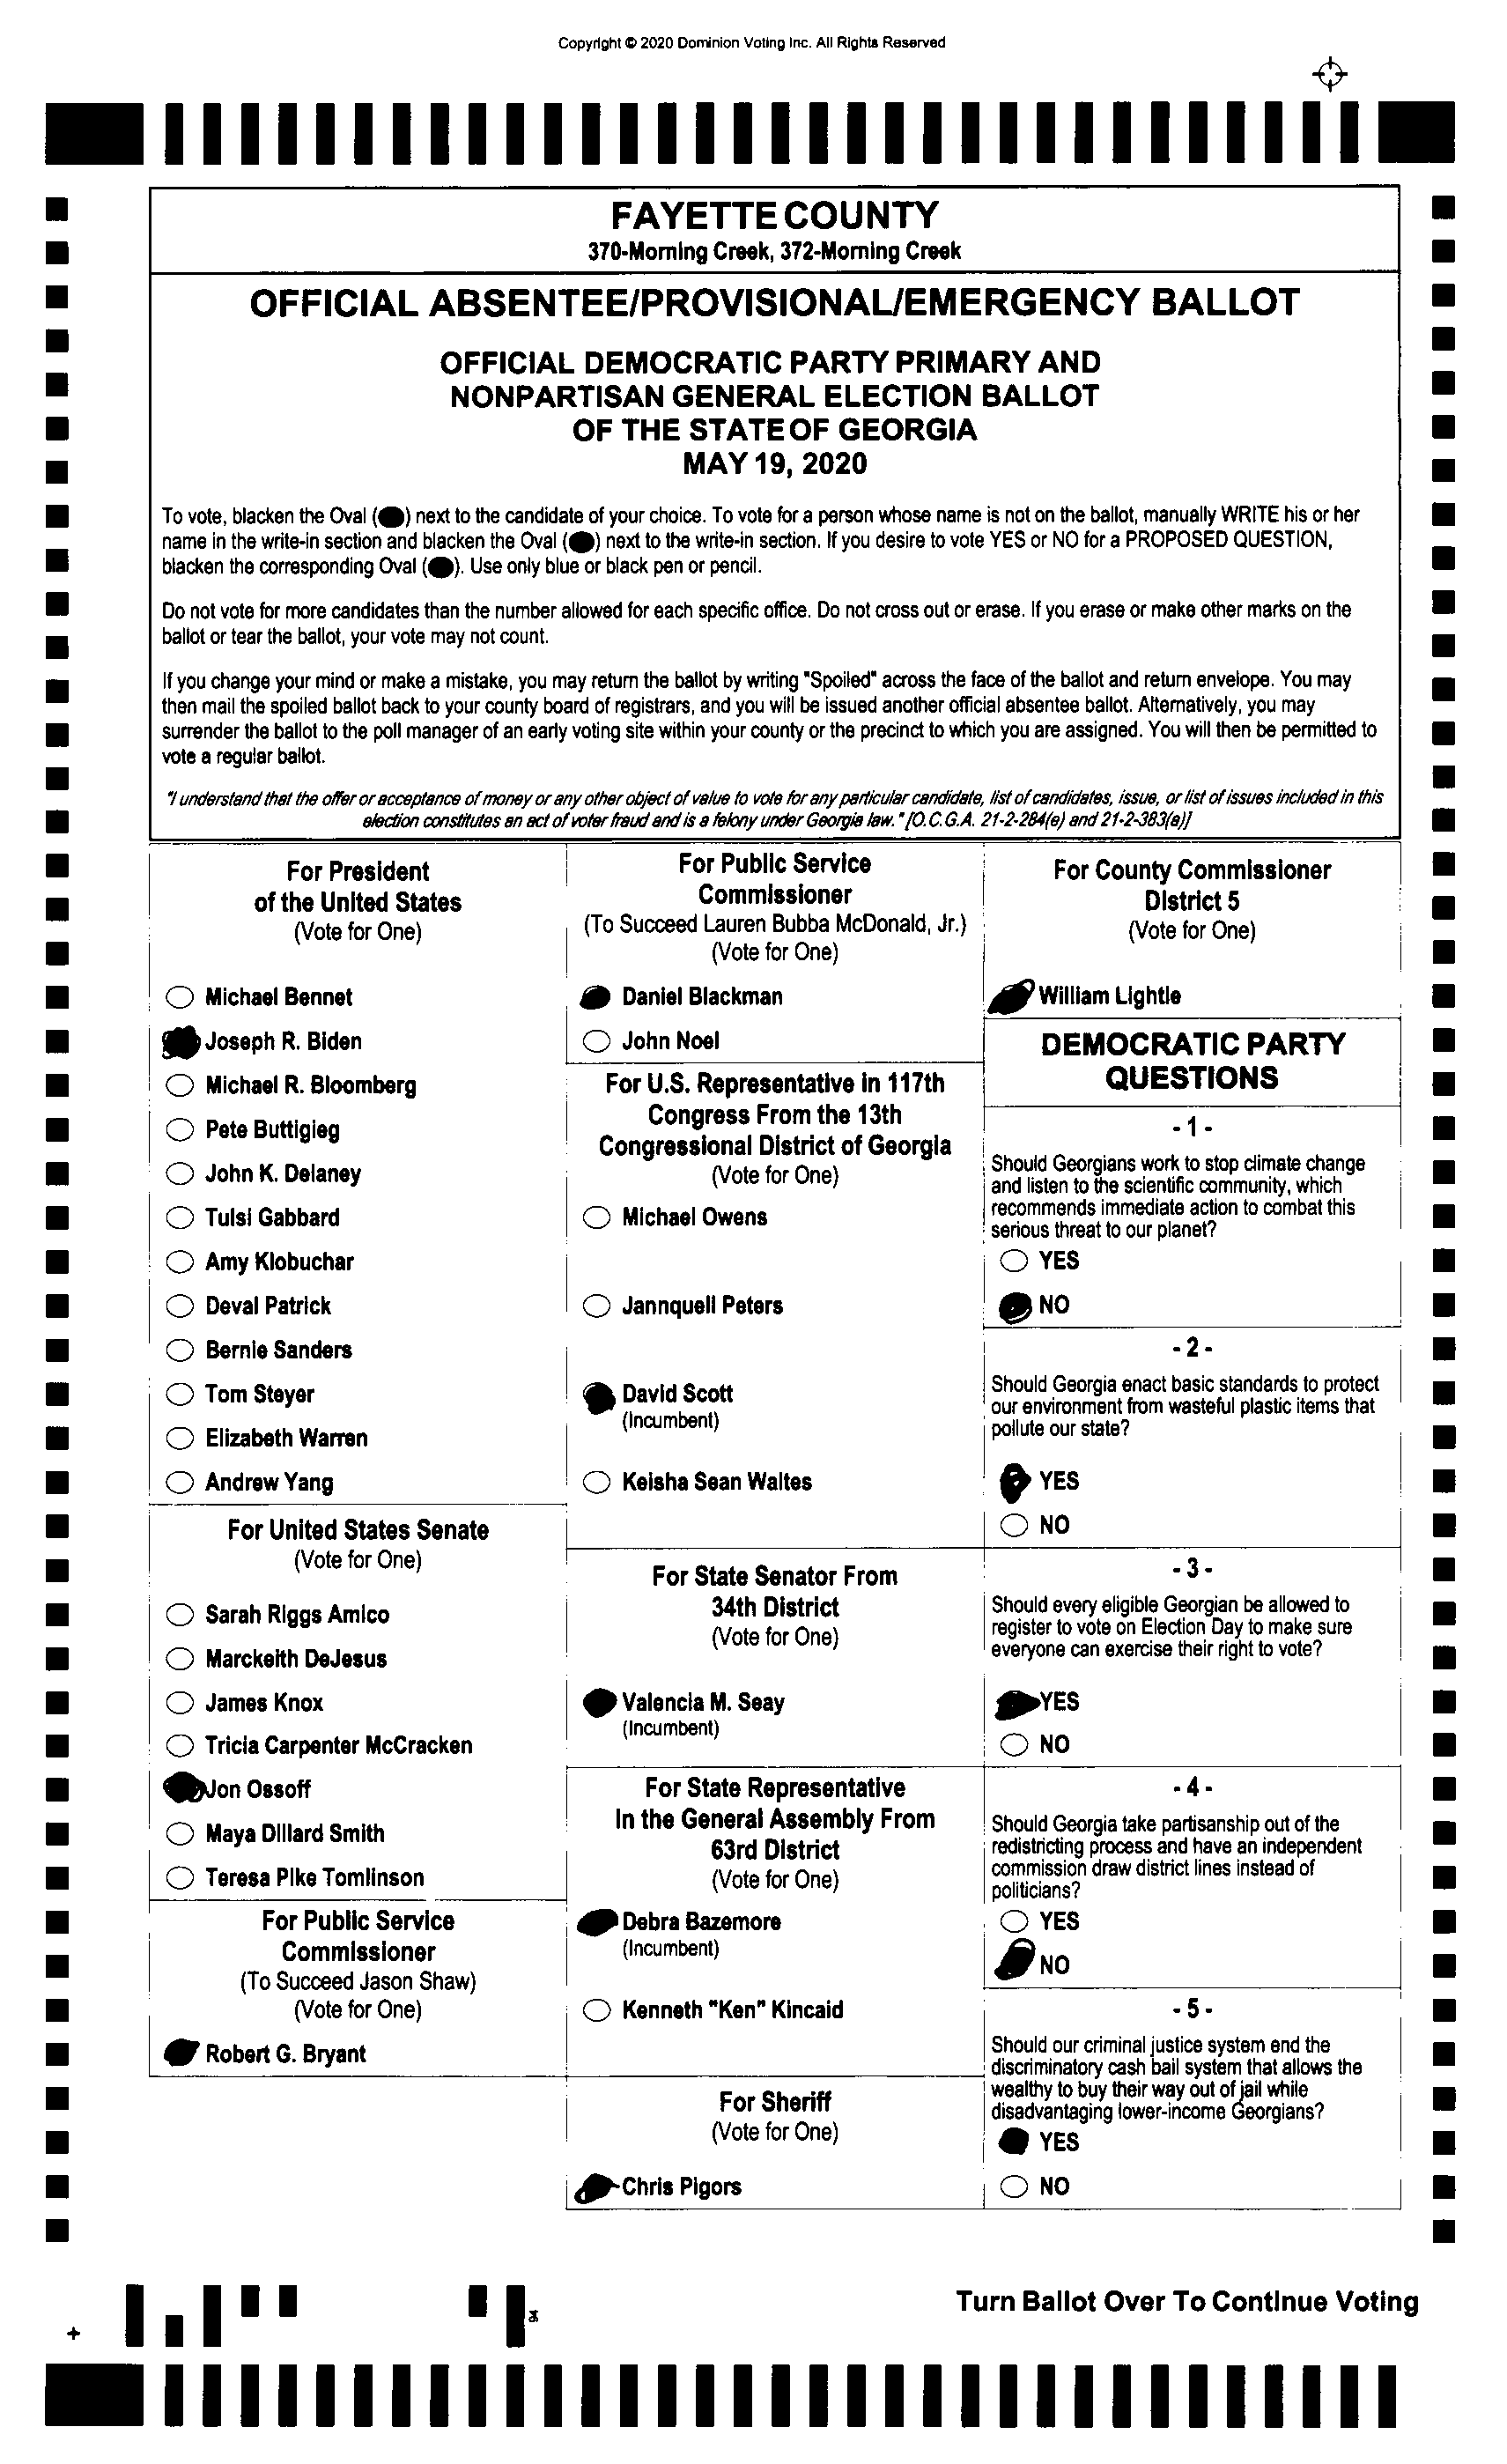 Copyright © 2020 Dominion Voting Inc. All Rights Reserved
FAYETTE COUNTY
370-Morning Creek, 372-Morning Creek
OFFICIAL ABSENTEE/PROVISIONAL/EMERGENCY BALLOT
OFFICIAL DEMOCRATIC PARTY PRIMARY AND
NONPARTISAN GENERAL ELECTION BALLOT
OF THE STATE OF GEORGIA
MAY 19, 2020
To vote, blacken the Oval () next to the candidate of your choice. To vote for a person whose name is not on the ballot, manually WRITE his or her
name in the write-in section and blacken the Oval () next to the write-in section. If you desire to vote YES or NO for a PROPOSED QUESTION,
blacken the corresponding Oval (). Use only blue or black pen or pencil.
Do not vote for more candidates than the number allowed for each specific office. Do not cross out or erase. If you erase or make other marks on the
ballot or tear the ballot, your vote may not count.
If you change your mind or make a mistake, you may return the ballot by writing "Spoiled" across the face of the ballot and return envelope. You may
then mail the spoiled ballot back to your county board of registrars, and you will be issued another official absentee ballot. Alternatively, you may
surrender the ballot to the poll manager of an early voting site within your county or the precinct to which you are assigned. You will then be permitted to
vote a regular ballot.
"I understand that the offer or acceptance of money or any other object of value to vote for any particular candidate, list of candidates, issue, or list of issues included in this
election constitutes an act of voter fraud and is a felony under Georgia law." [O.C.G.A. 21-2-284(e) and 21-2-383(a)]
For President
of the United States
(Vote for One)
Michael Bennet
Joseph R. Biden
Michael R. Bloomberg
Pete Buttigieg
John K. Delaney
Tulsi Gabbard
Amy Klobuchar
Deval Patrick
Bernie Sanders
Tom Steyer
Elizabeth Warren
Andrew Yang
For United States Senate
(Vote for One)
Sarah Riggs Amico
Marckeith DeJesus
James Knox
Tricia Carpenter McCracken
Jon Ossoff
Maya Dillard Smith
Teresa Pike Tomlinson
For Public Service
Commissioner
(To Succeed Jason Shaw)
(Vote for One)
Robert G. Bryant
For Public Service
Commissioner
(To Succeed Lauren Bubba McDonald, Jr.)
(Vote for One)
Daniel Blackman
John Noel
For U.S. Representative in 117th
Congress From the 13th
Congressional District of Georgia
(Vote for One)
Michael Owens
Jannquell Peters
David Scott
(Incumbent)
Keisha Sean Waites
For State Senator From
34th District
(Vote for One)
Valencia M. Seay
(Incumbent)
For State Representative
In the General Assembly From
63rd District
(Vote for One)
Debra Bazemore
(Incumbent)
Kenneth "Ken" Kincaid
For Sheriff
(Vote for One)
Chris Pigors
For County Commissioner
District 5
(Vote for One)
William Lightle
DEMOCRATIC PARTY
QUESTIONS
- 1 -
Should Georgians work to stop climate change
and listen to the scientific community, which
recommends immediate action to combat this
serious threat to our planet?
YES
NO
- 2 -
Should Georgia enact basic standards to protect
our environment from wasteful plastic items that
pollute our state?
YES
NO
- 3 -
Should every eligible Georgian be allowed to
register to vote on Election Day to make sure
everyone can exercise their right to vote?
YES
NO
- 4 -
Should Georgia take partisanship out of the
redistricting process and have an independent
commission draw district lines instead of
politicians?
YES
NO
- 5 -
Should our criminal justice system end the
discriminatory cash bail system that allows the
wealthy to buy their way out of jail while
disadvantaging lower-income Georgians?
YES
NO
Turn Ballot Over To Continue Voting